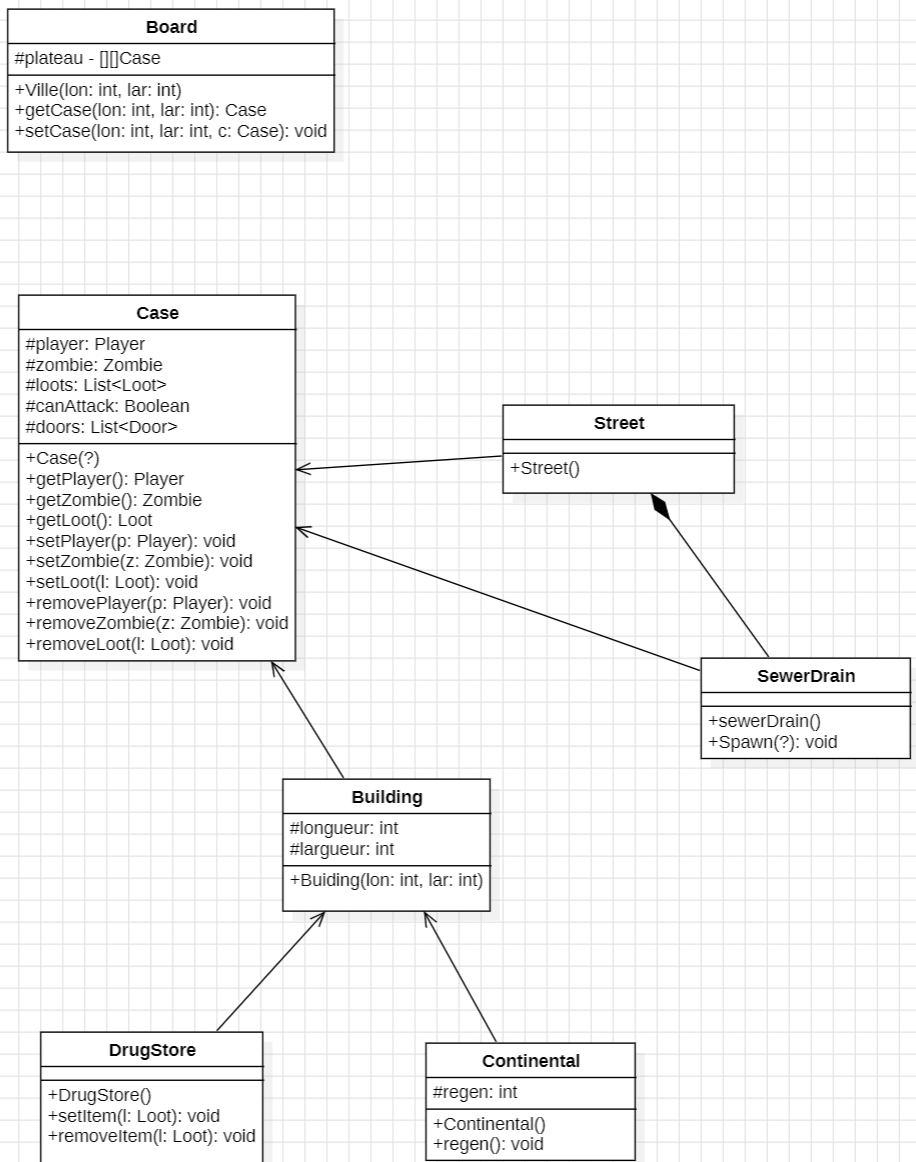 Board
#plateau - [][]Case
+Ville(lon: int, lar: int)
+getCase(lon: int, lar: int): Case
+setCase(lon: int, lar: int, c: Case): void
Case
#player: Player
#zombie: Zombie
#loots: List<Loot>
#canAttack: Boolean
#doors: List<Door>
+Case(?)
+getPlayer(): Player
+getZombie(): Zombie
+getLoot(): Loot
+setPlayer(p: Player): void
+setZombie(z: Zombie): void
+setLoot(l: Loot): void
+removePlayer(p: Player): void
+removeZombie(z: Zombie): void
+removeLoot(l: Loot): void
Street
+Street()
SewerDrain
+sewerDrain()
+Spawn(?): void
Building
#longueur: int
#largueur: int
+Buiding(lon: int, lar: int)
DrugStore
+DrugStore()
+setItem(l: Loot): void
+removeItem(l: Loot): void
Continental
#regen: int
+Continental()
+regen(): void